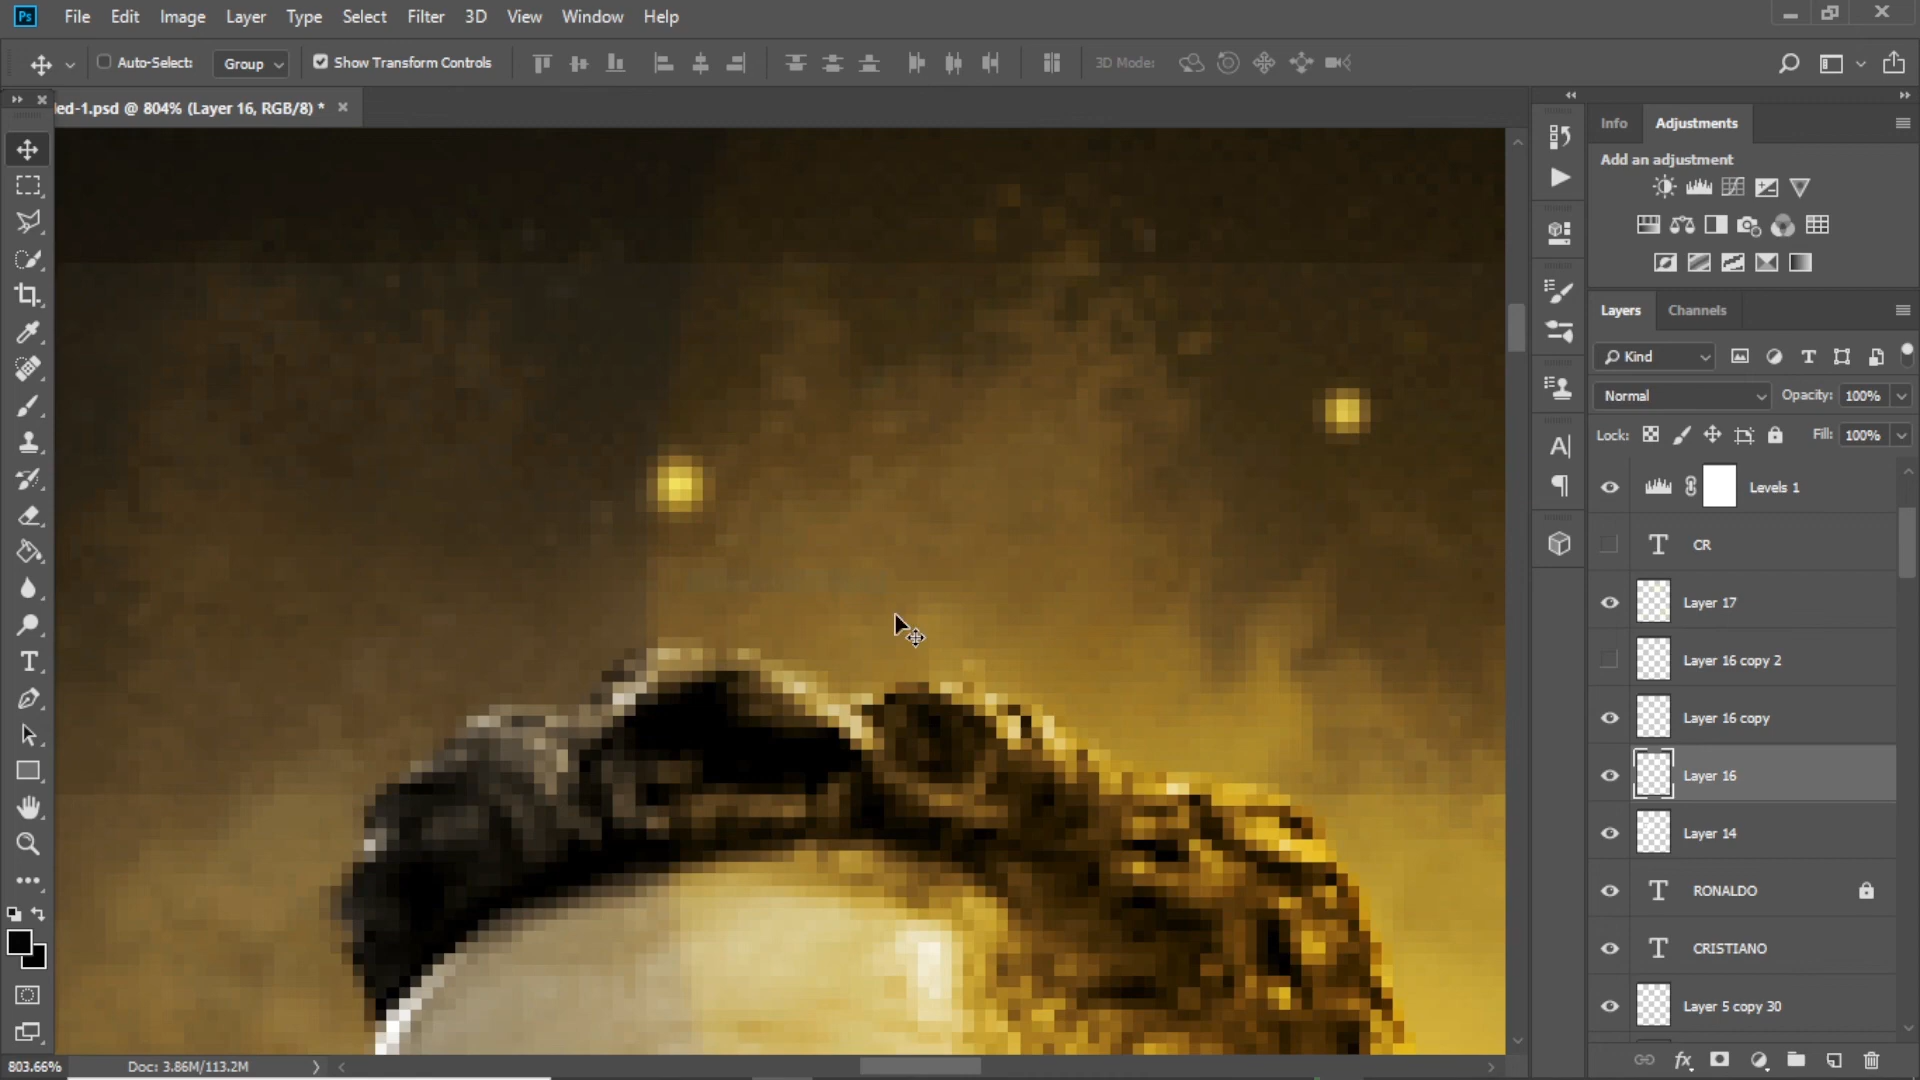 Ps File Edit Image Layer Type Select Filter 3D View Window Help
Auto-Select: Group Show Transform Controls 3D Mode:
led-1.psd @ 804% (Layer 16, RGB/8) *
Info Adjustments
Add an adjustment
Layers Channels
Kind
Normal Opacity: 100%
Lock: Fill: 100%
Levels 1
CR
Layer 17
Layer 16 copy 2
Layer 16 copy
Layer 16
Layer 14
RONALDO
CRISTIANO
Layer 5 copy 30
803.66% Doc: 3.86M/113.2M